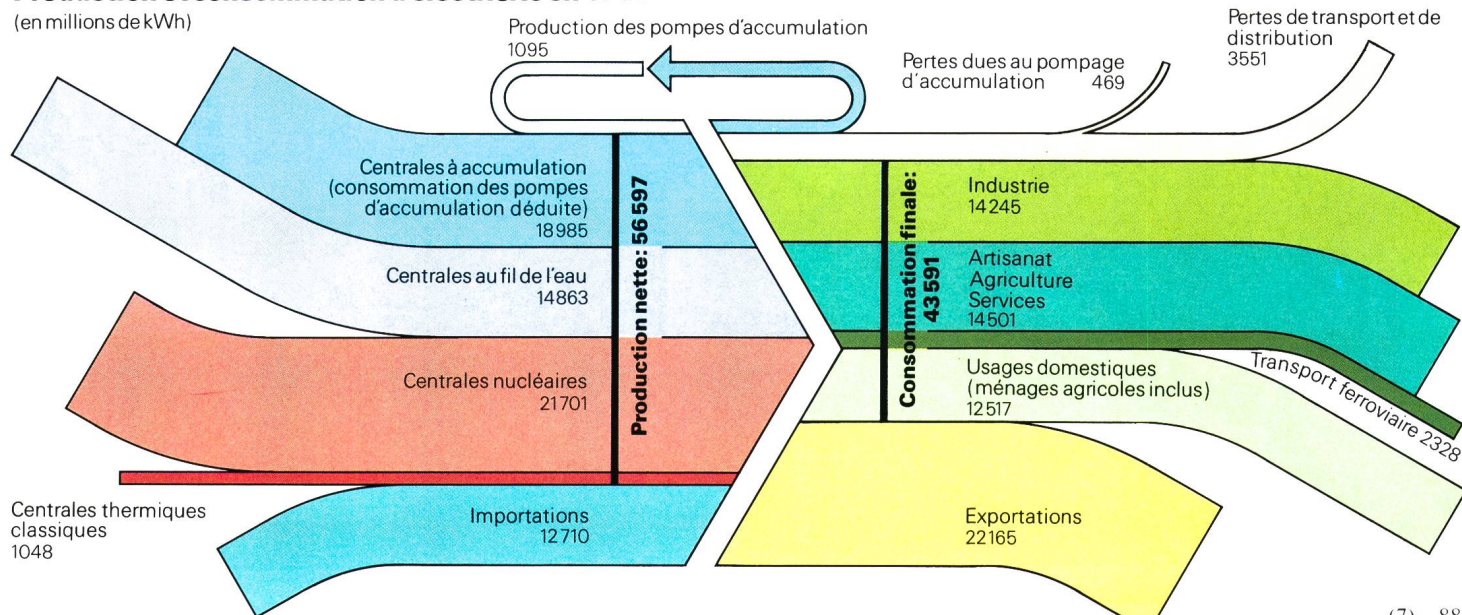 (en millions de kWh)
Production des pompes d'accumulation
1095
Pertes dues au pompage
d'accumulation 469
Pertes de transport et de
distribution
3551
Centrales à accumulation
(consommation des pompes
d'accumulation déduite)
18985
Centrales au fil de l'eau
14863
Centrales nucléaires
21701
Centrales thermiques
classiques
1048
Importations
12710
Production nette: 56597
Consommation finale:
43591
Industrie
14245
Artisanat
Agriculture
Services
14501
Usages domestiques
(ménages agricoles inclus)
12517
Transport ferroviaire 2328
Exportations
22165